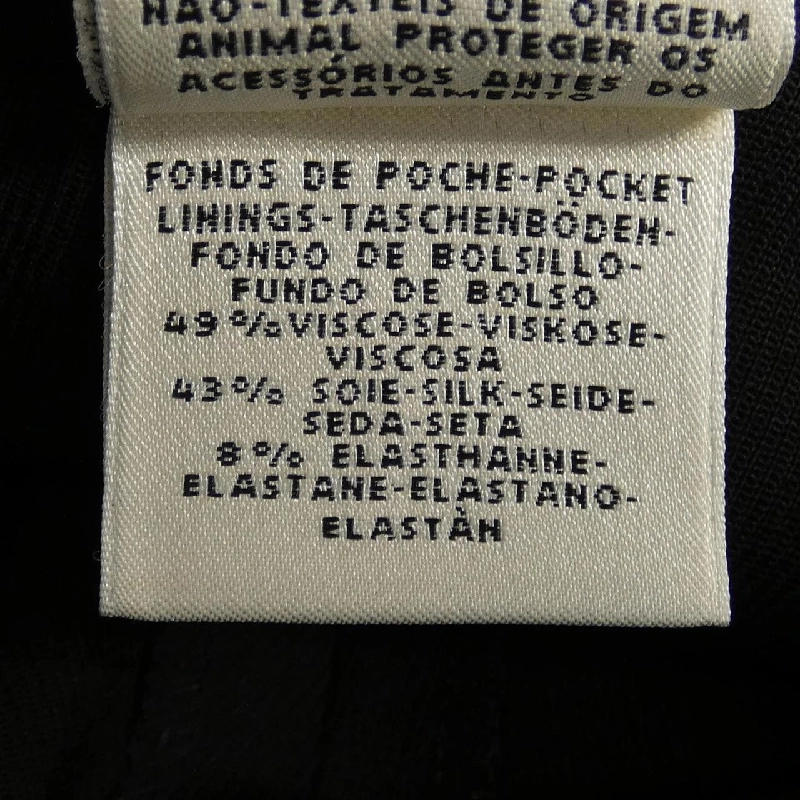 NÃO-TÊXTEIS DE ORIGEM
ANIMAL PROTEGER OS
ACESSÓRIOS ANTES DO
TRATAMENTO
FONDS DE POCHE-POCKET
LININGS-TASCHENBÖDEN-
FONDO DE BOLSILLO-
FUNDO DE BOLSO
49%VISCOSE-VISKOSE-
VISCOSA
43% SOIE-SILK-SEIDE-
SEDA-SETA
8% ELASTHANNE-
ELASTANE-ELASTANO-
ELASTÀN